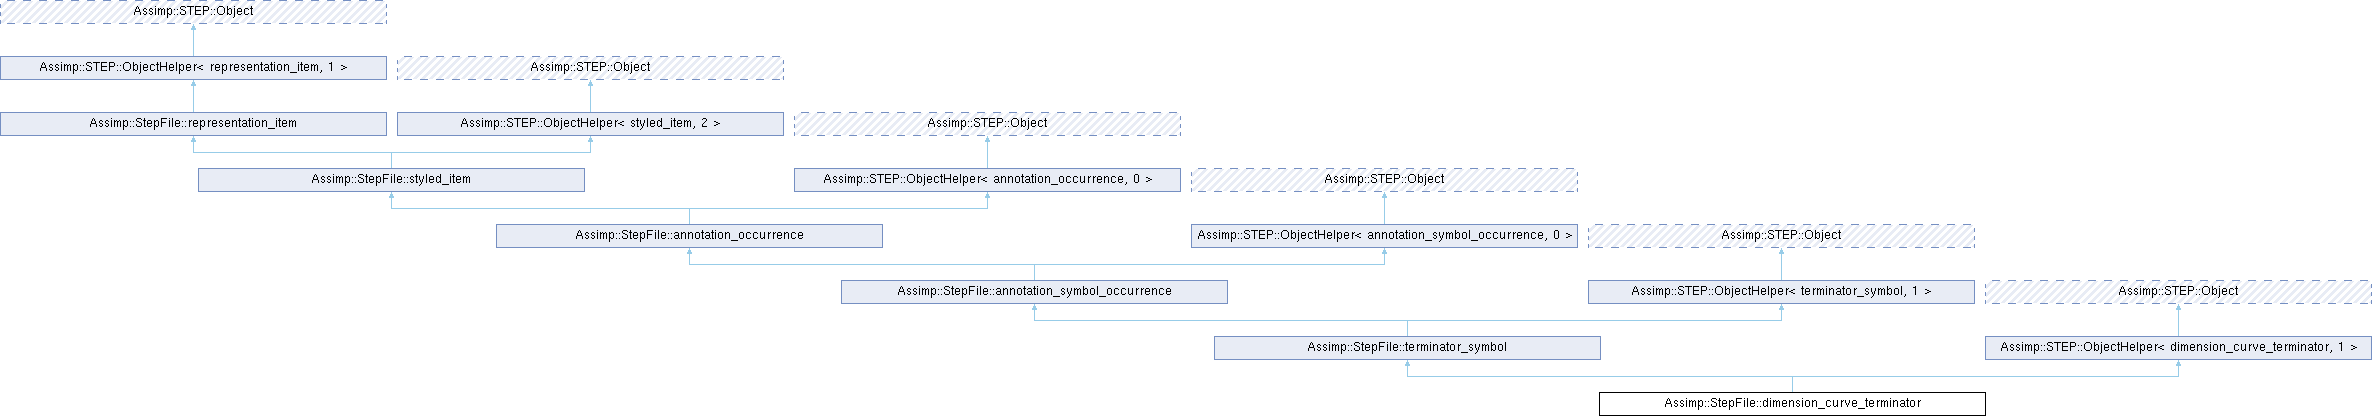 Assimp::STEP::Object
Assimp::STEP::ObjectHelper< representation_item, 1 >
Assimp::STEP::Object
Assimp::StepFile::representation_item
Assimp::STEP::ObjectHelper< styled_item, 2 >
Assimp::STEP::Object
Assimp::StepFile::styled_item
Assimp::STEP::ObjectHelper< annotation_occurrence, 0 >
Assimp::STEP::Object
Assimp::StepFile::annotation_occurrence
Assimp::STEP::ObjectHelper< annotation_symbol_occurrence, 0 >
Assimp::STEP::Object
Assimp::StepFile::annotation_symbol_occurrence
Assimp::STEP::ObjectHelper< terminator_symbol, 1 >
Assimp::STEP::Object
Assimp::StepFile::terminator_symbol
Assimp::STEP::ObjectHelper< dimension_curve_terminator, 1 >
Assimp::StepFile::dimension_curve_terminator